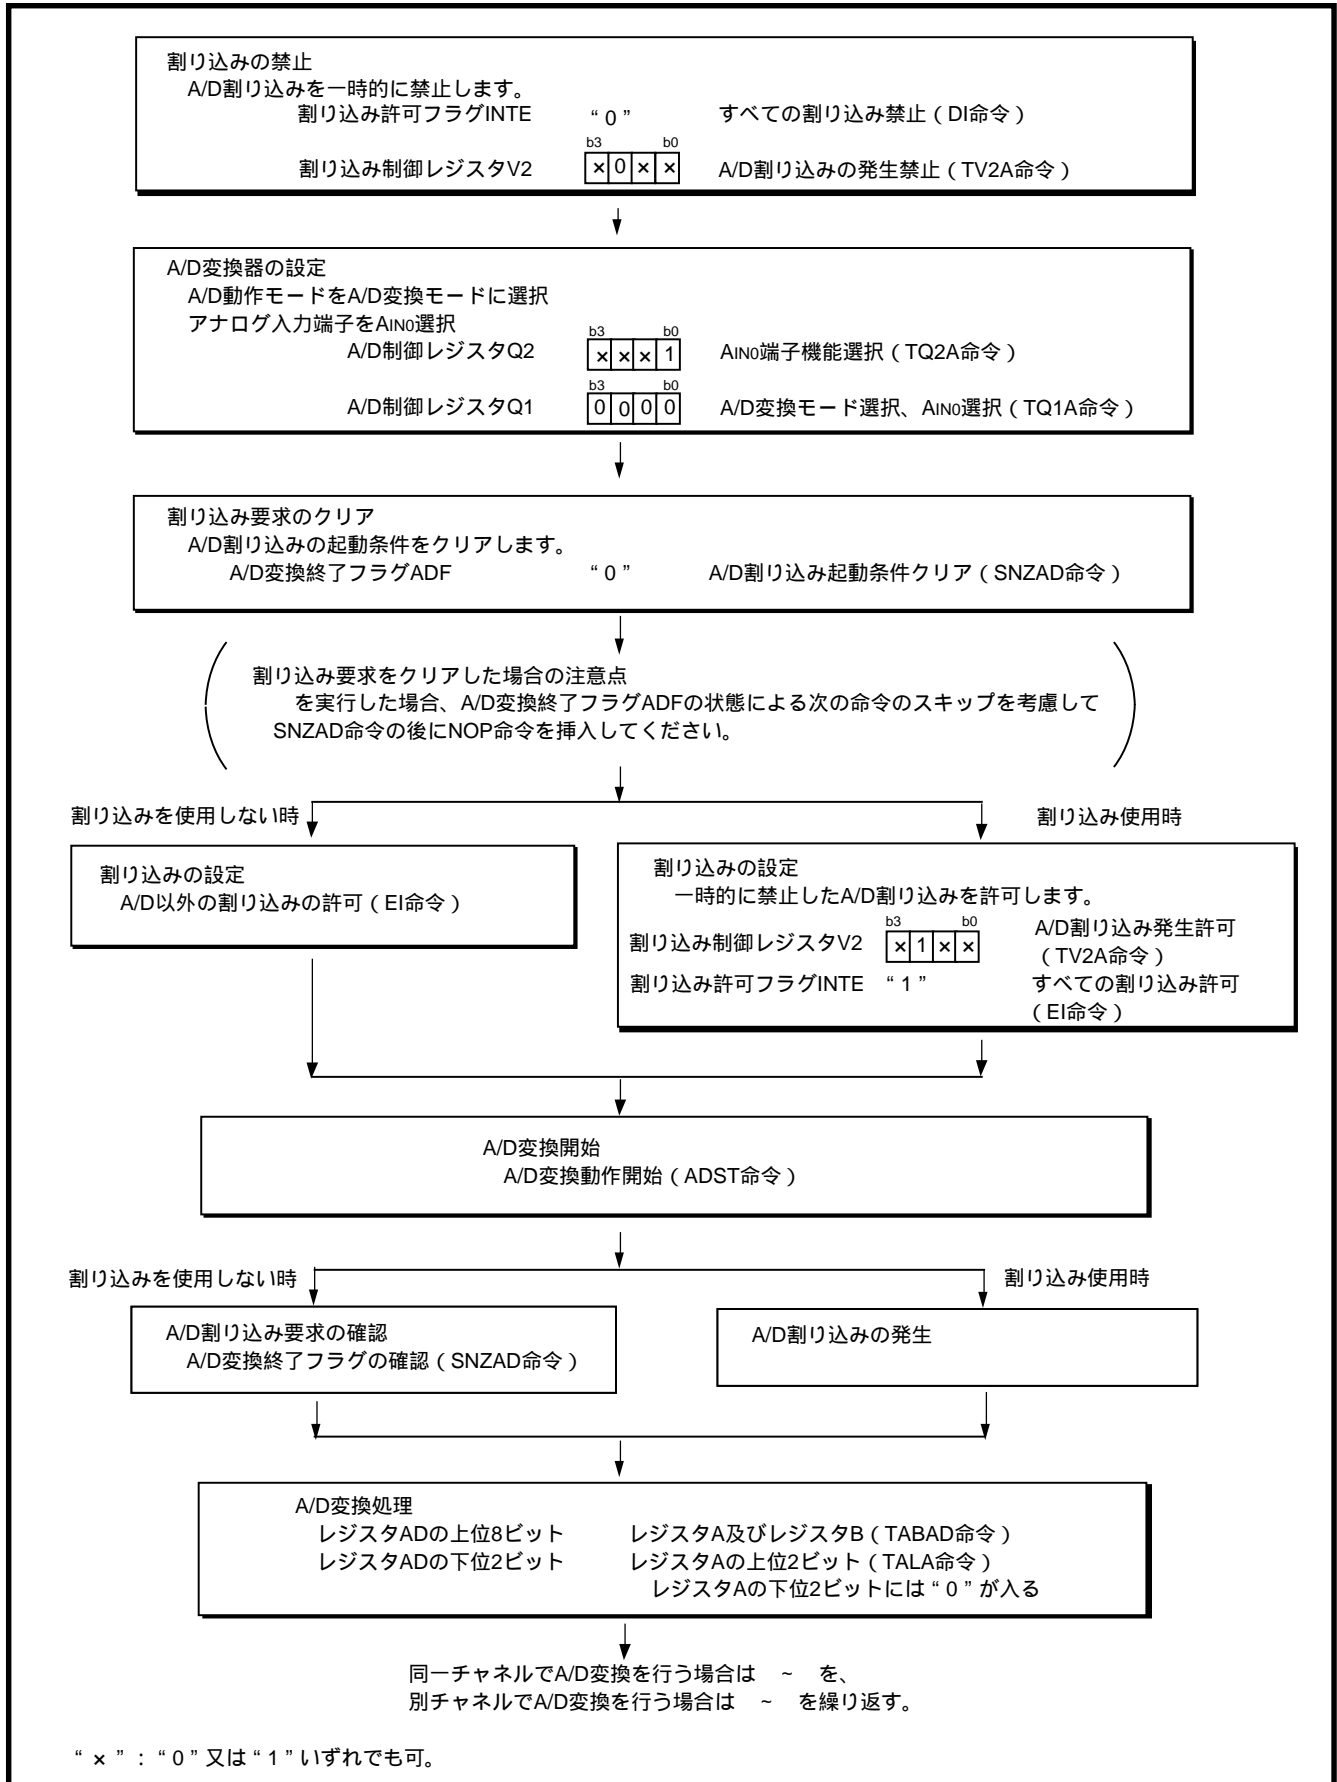 割り込みの禁止
A/D割り込みを一時的に禁止します。
割り込み許可フラグINTE “0” すべての割り込み禁止(DI命令)
b3 b0
割り込み制御レジスタV2 × 0 × × A/D割り込みの発生禁止(TV2A命令)
A/D変換器の設定
A/D動作モードをA/D変換モードに選択
アナログ入力端子をAIN0選択
b3 b0
A/D制御レジスタQ2 × × × 1 AIN0端子機能選択(TQ2A命令)
b3 b0
A/D制御レジスタQ1 0 0 0 0 A/D変換モード選択、AIN0選択(TQ1A命令)
割り込み要求のクリア
A/D割り込みの起動条件をクリアします。
A/D変換終了フラグADF “0” A/D割り込み起動条件クリア(SNZAD命令)
割り込み要求をクリアした場合の注意点
を実行した場合、A/D変換終了フラグADFの状態による次の命令のスキップを考慮して
SNZAD命令の後にNOP命令を挿入してください。
割り込みを使用しない時 割り込み使用時
割り込みの設定
A/D以外の割り込みの許可(EI命令)
割り込みの設定
一時的に禁止したA/D割り込みを許可します。
b3 b0
割り込み制御レジスタV2 × 1 × × A/D割り込み発生許可
(TV2A命令)
割り込み許可フラグINTE “1” すべての割り込み許可
(EI命令)
A/D変換開始
A/D変換動作開始(ADST命令)
割り込みを使用しない時 割り込み使用時
A/D割り込み要求の確認
A/D変換終了フラグの確認(SNZAD命令)
A/D割り込みの発生
A/D変換処理
レジスタADの上位8ビット レジスタA及びレジスタB(TABAD命令)
レジスタADの下位2ビット レジスタAの上位2ビット(TALA命令)
レジスタAの下位2ビットには“0”が入る
同一チャネルでA/D変換を行う場合は ~ を、
別チャネルでA/D変換を行う場合は ~ を繰り返す。
“×”:“0”又は“1”いずれでも可。